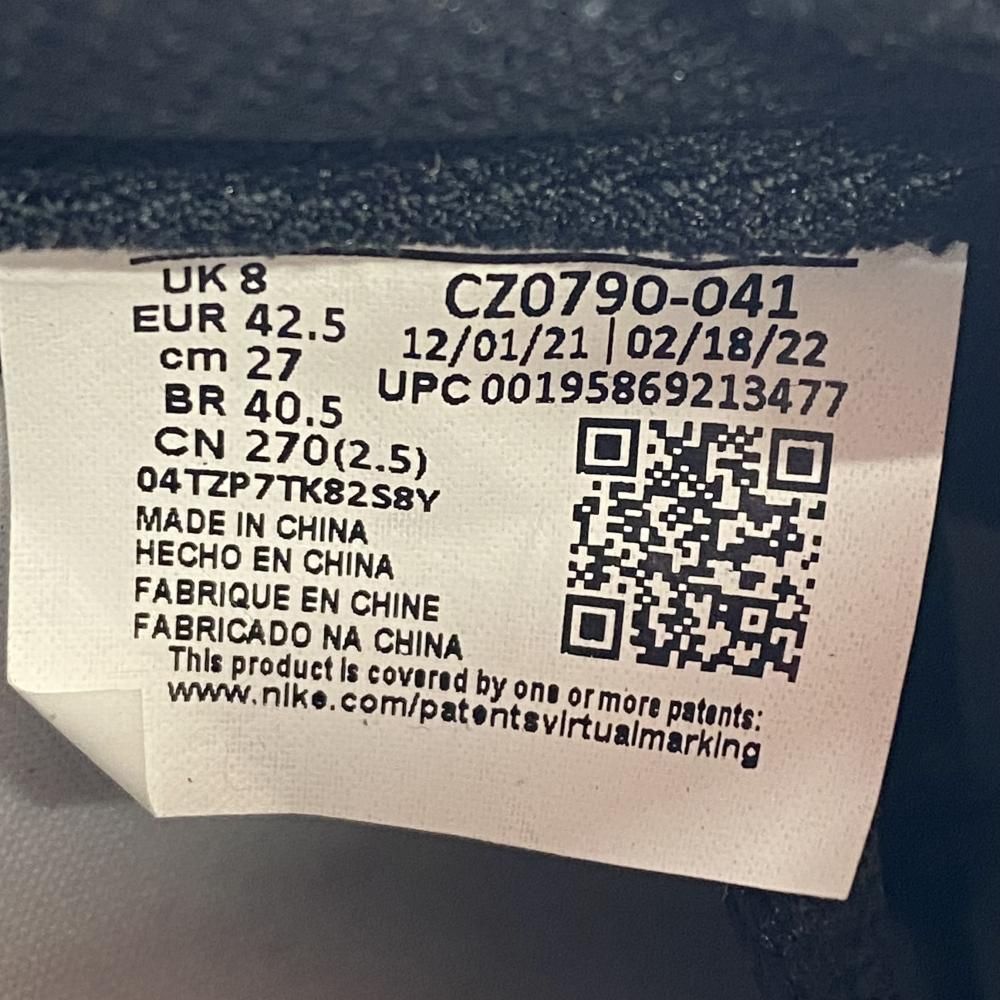 UK 8
EUR 42.5
cm 27
BR 40.5
CN 270(2.5)
04TZP7TK82S8Y
MADE IN CHINA
HECHO EN CHINA
FABRIQUE EN CHINE
FABRICADO NA CHINA
CZ0790-041
12/01/21 | 02/18/22
UPC 00195869213477
This product is covered by one or more patents:
www.nike.com/patentsvirtualmarking